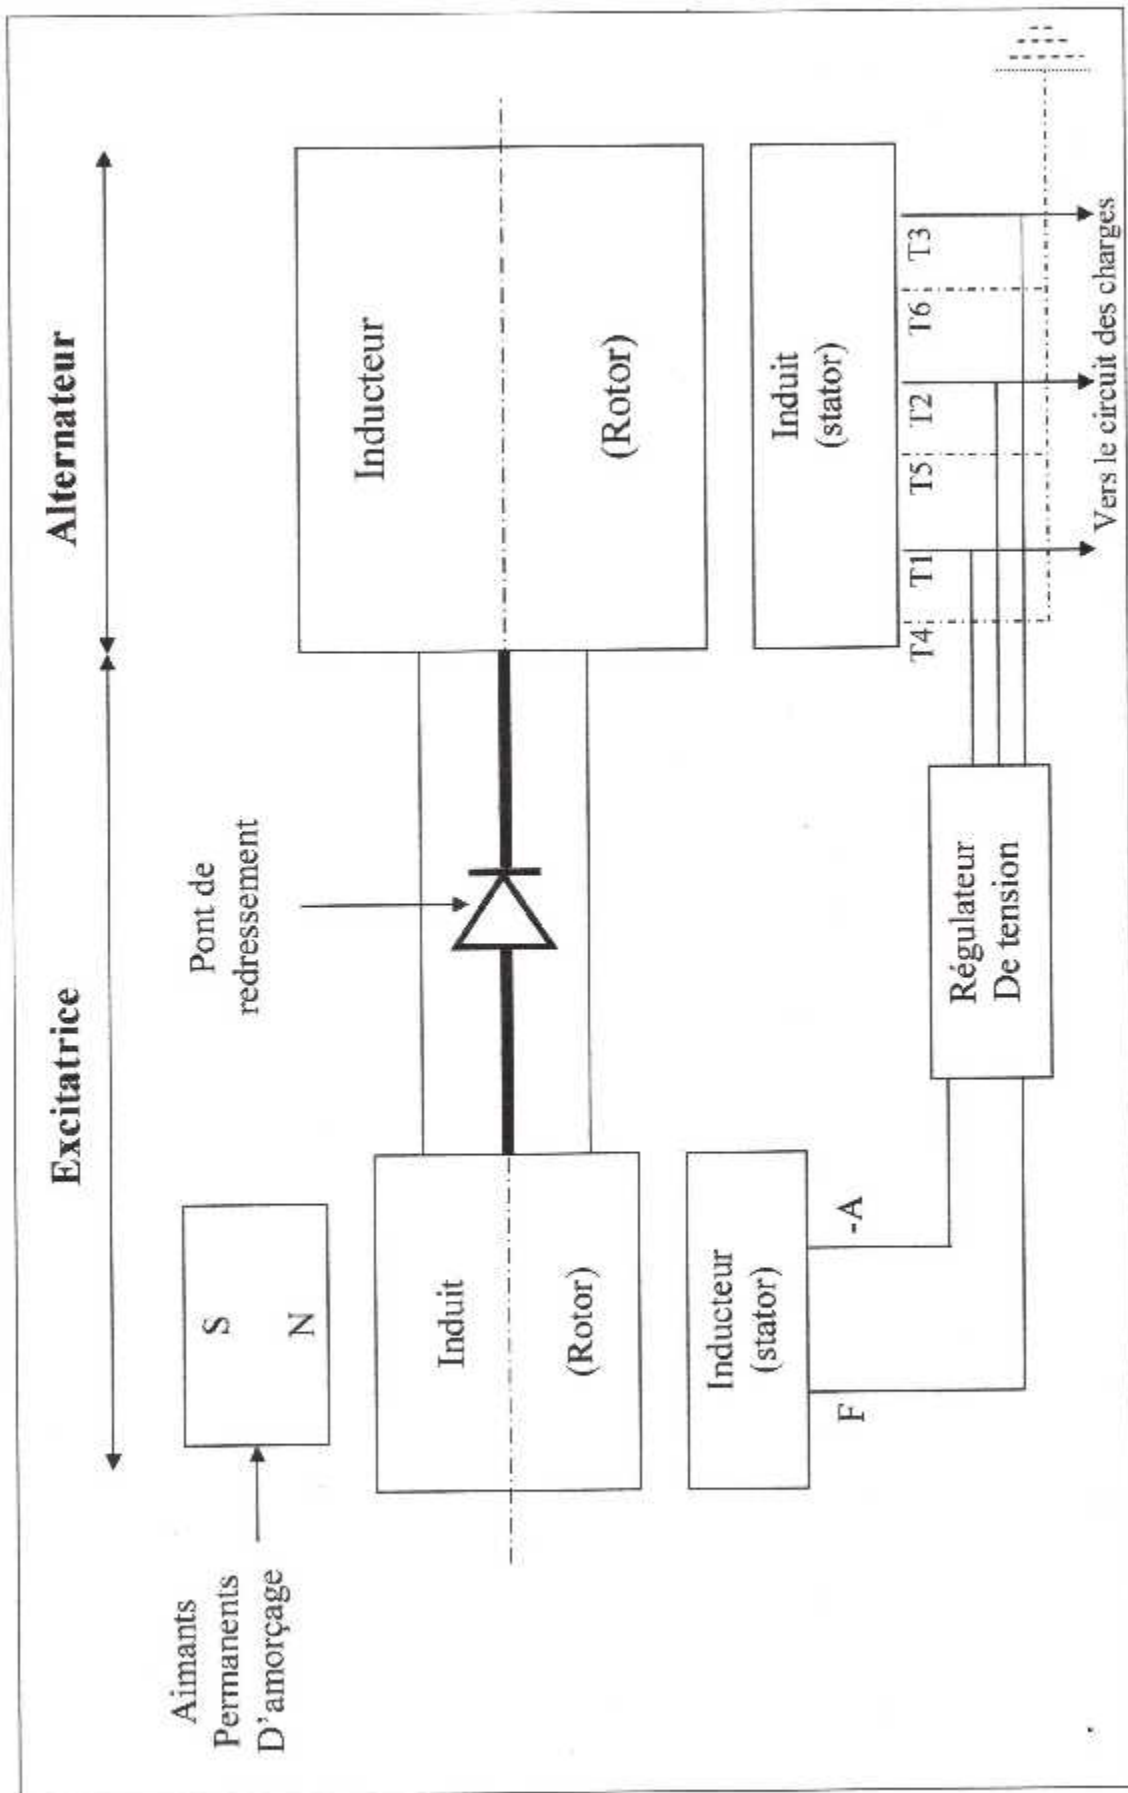 Excitatrice
Alternateur
Aimants
Permanents
D'amorçage
S
N
Pont de
redressement
Induit
(Rotor)
Inducteur
(Rotor)
Inducteur
(stator)
F
-A
Régulateur
De tension
Induit
(stator)
T4
T1
T5
T2
T6
T3
Vers le circuit des charges